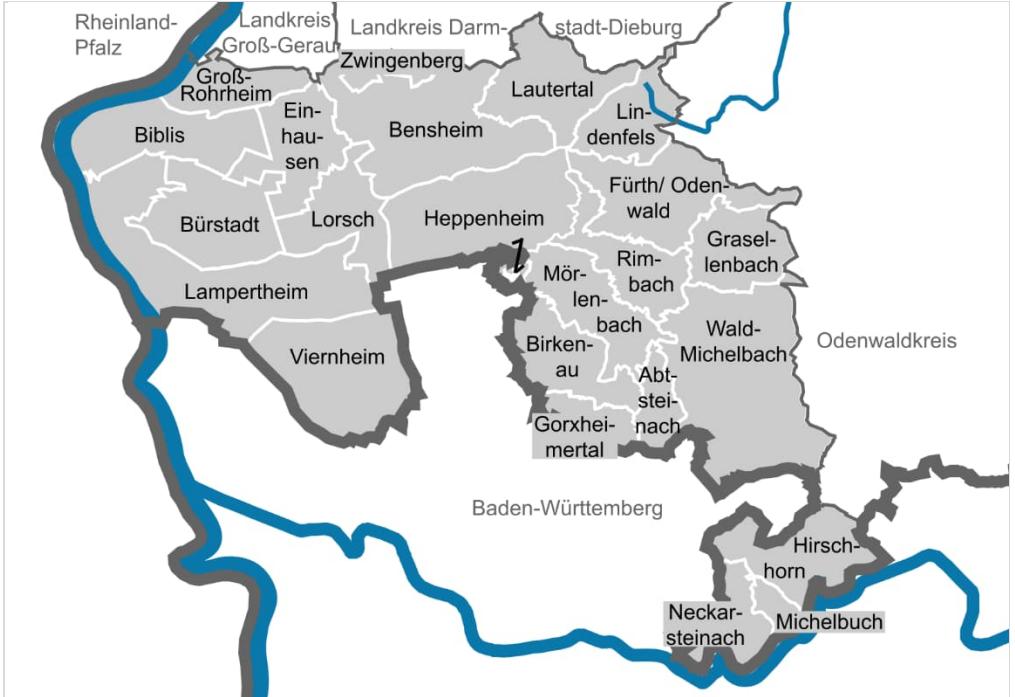 Rheinland-
Pfalz
Landkreis
Groß-Gerau
Landkreis Darm-
stadt-Dieburg
Zwingenberg
Groß-
Rohrheim
Lautertal
Biblis
Ein-
hau-
sen
Bensheim
Lin-
denfels
Bürstadt
Lorsch
Heppenheim
Fürth/ Oden-
wald
Grasel-
lenbach
Rim-
bach
Mör-
len-
bach
Lampertheim
Viernheim
Birken-
au
Wald-
Michelbach
Odenwaldkreis
Abt-
stei-
nach
Gorxhei-
mertal
Baden-Württemberg
Hirsch-
horn
Neckar-
steinach
Michelbuch